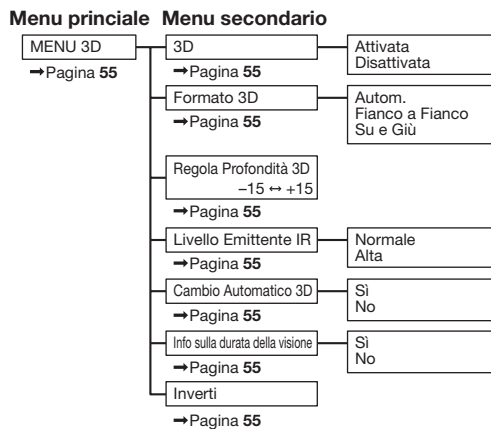 Menu princiale Menu secondario
MENU 3D
➞Pagina 55
3D
➞Pagina 55
Attivata
Disattivata
Formato 3D
➞Pagina 55
Autom.
Fianco a Fianco
Su e Giù
Regola Profondità 3D
−15 ↔ +15
➞Pagina 55
Livello Emittente IR
➞Pagina 55
Normale
Alta
Cambio Automatico 3D
➞Pagina 55
Sì
No
Info sulla durata della visione
➞Pagina 55
Sì
No
Inverti
➞Pagina 55